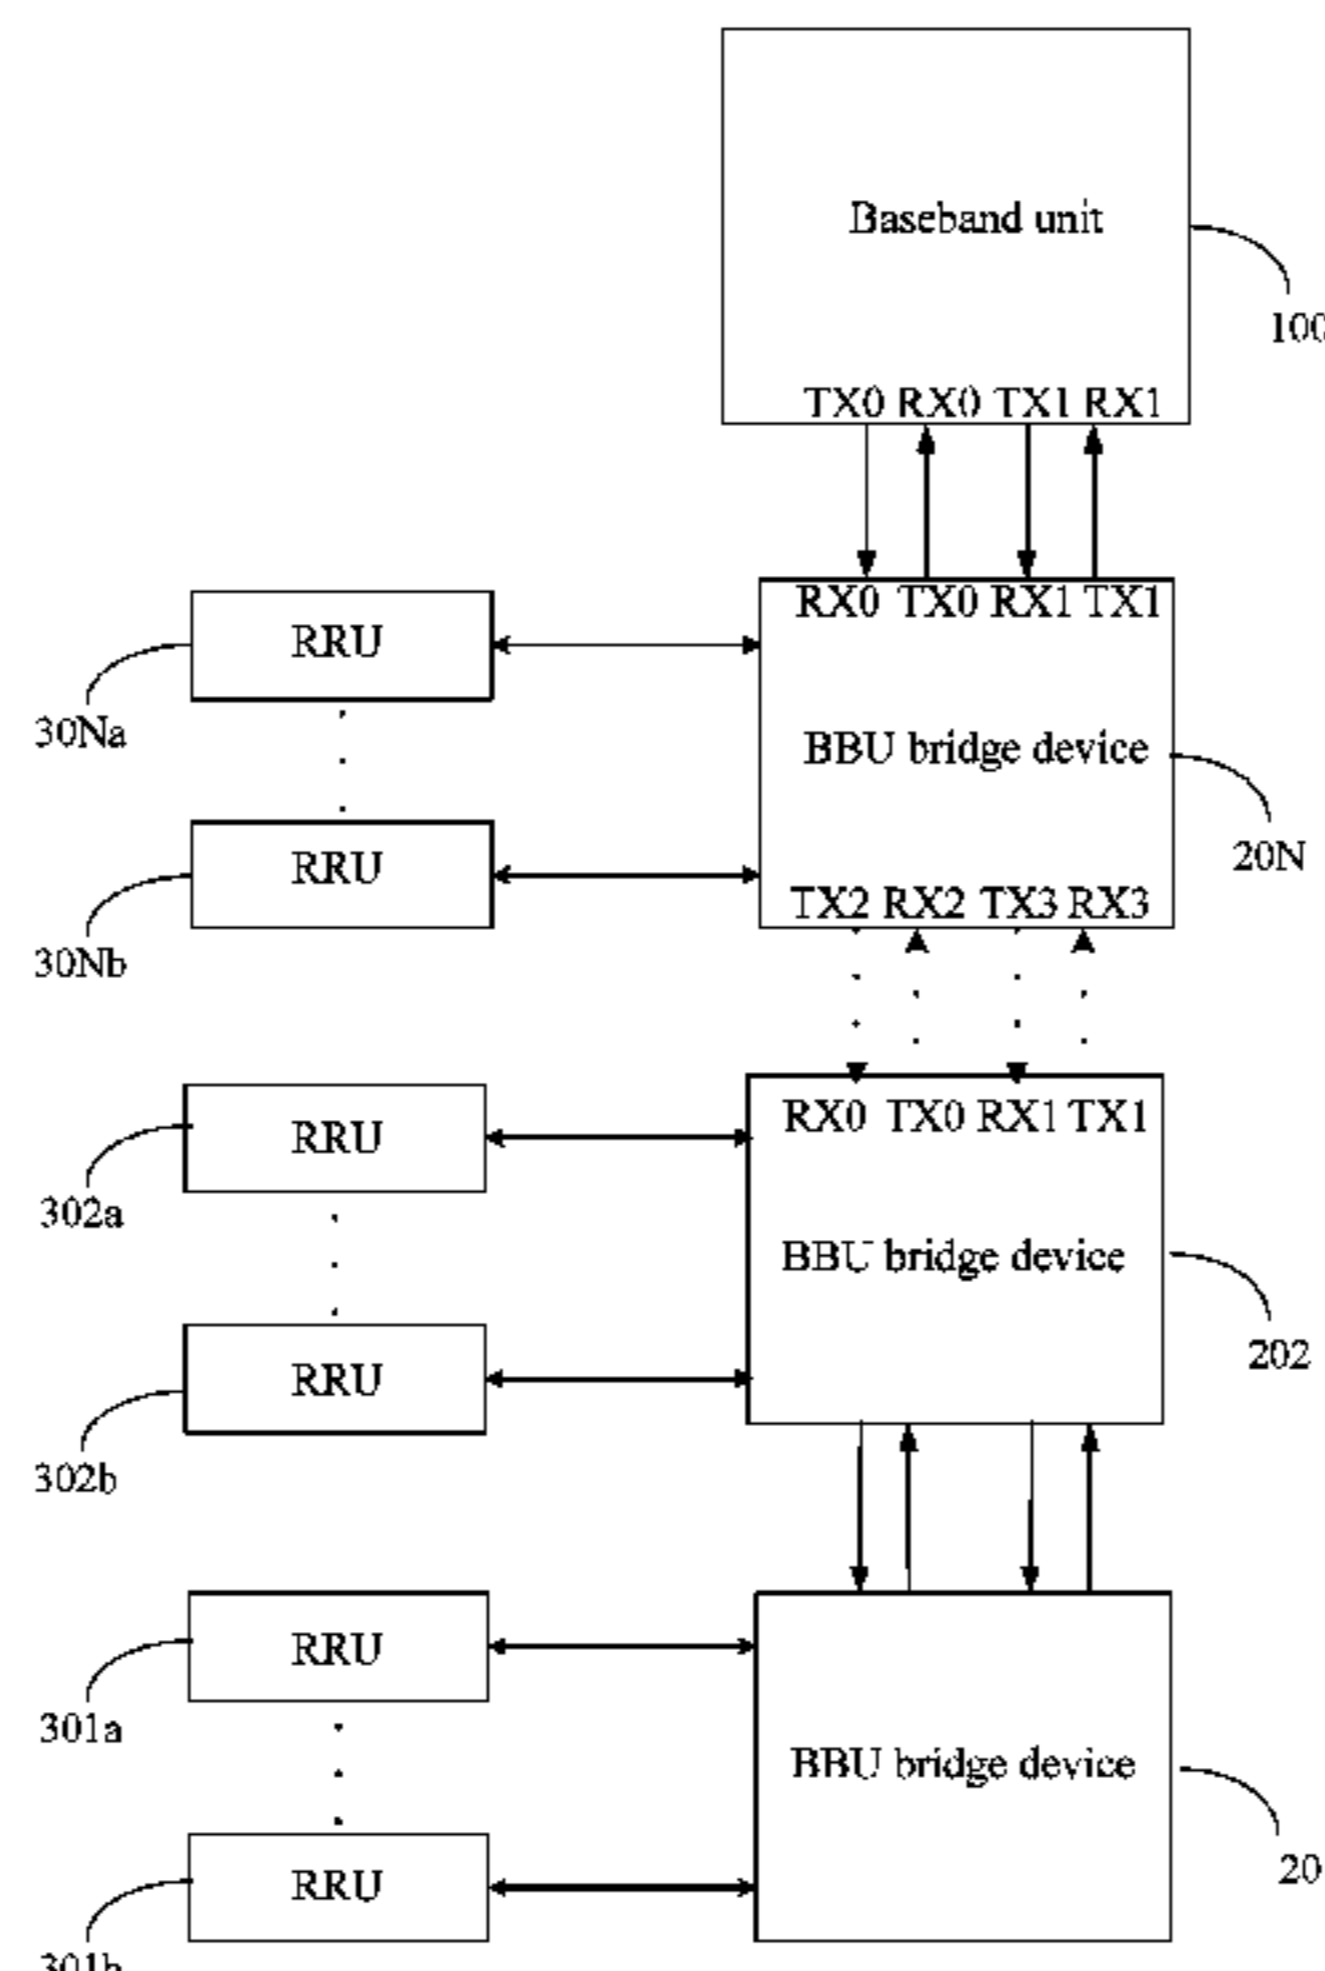 Baseband unit
100
TX0 RX0 TX1 RX1
RX0 TX0 RX1 TX1
RRU
30Na
BBU bridge device
20N
RRU
30Nb
TX2 RX2 TX3 RX3
RX0 TX0 RX1 TX1
RRU
302a
BBU bridge device
202
RRU
302b
RRU
301a
BBU bridge device
20
RRU
301b